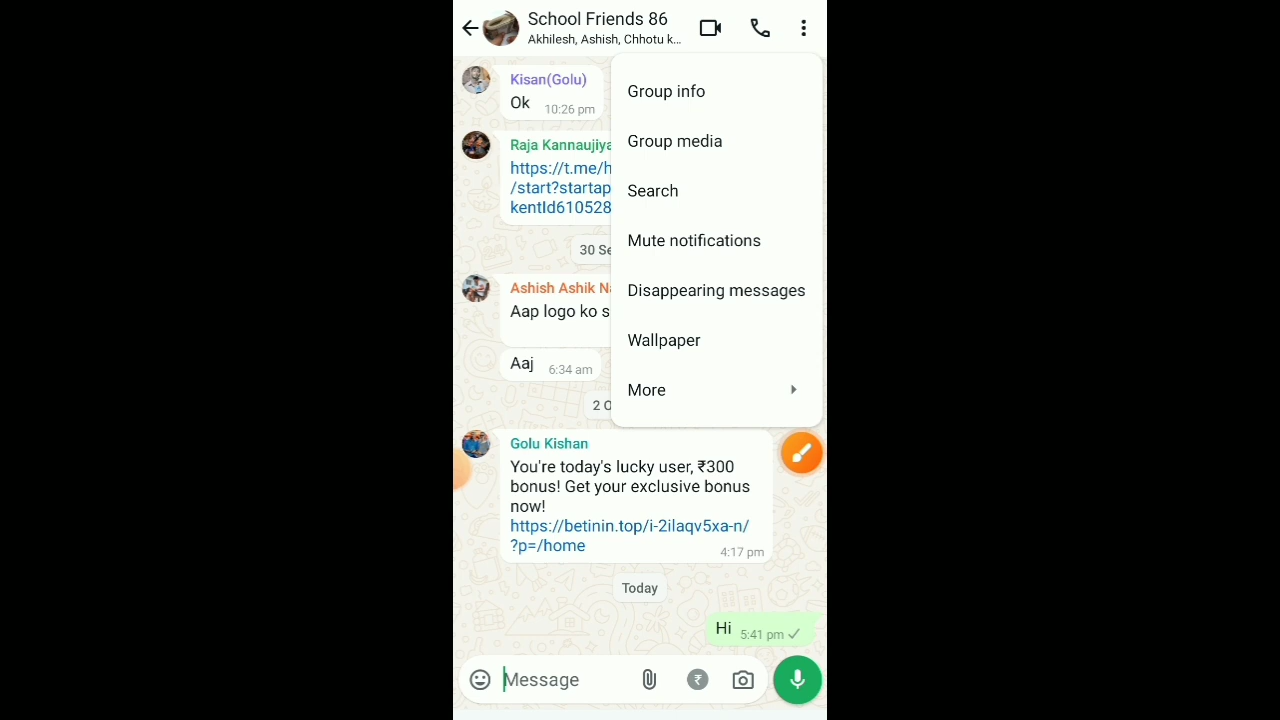 School Friends 86
Akhilesh, Ashish, Chhotu k...
Kisan(Golu)
Ok 10:26 pm
Raja Kannaujiya
https://t.me/h
/start?startap
kentId610528
30 Se
Ashish Ashik Na
Aap logo ko s
Aaj 6:34 am
2 O
Group info
Group media
Search
Mute notifications
Disappearing messages
Wallpaper
More
Golu Kishan
You're today's lucky user, ₹300
bonus! Get your exclusive bonus
now!
https://betinin.top/i-2ilaqv5xa-n/
?p=/home
4:17 pm
Today
Hi 5:41 pm
Message
₹